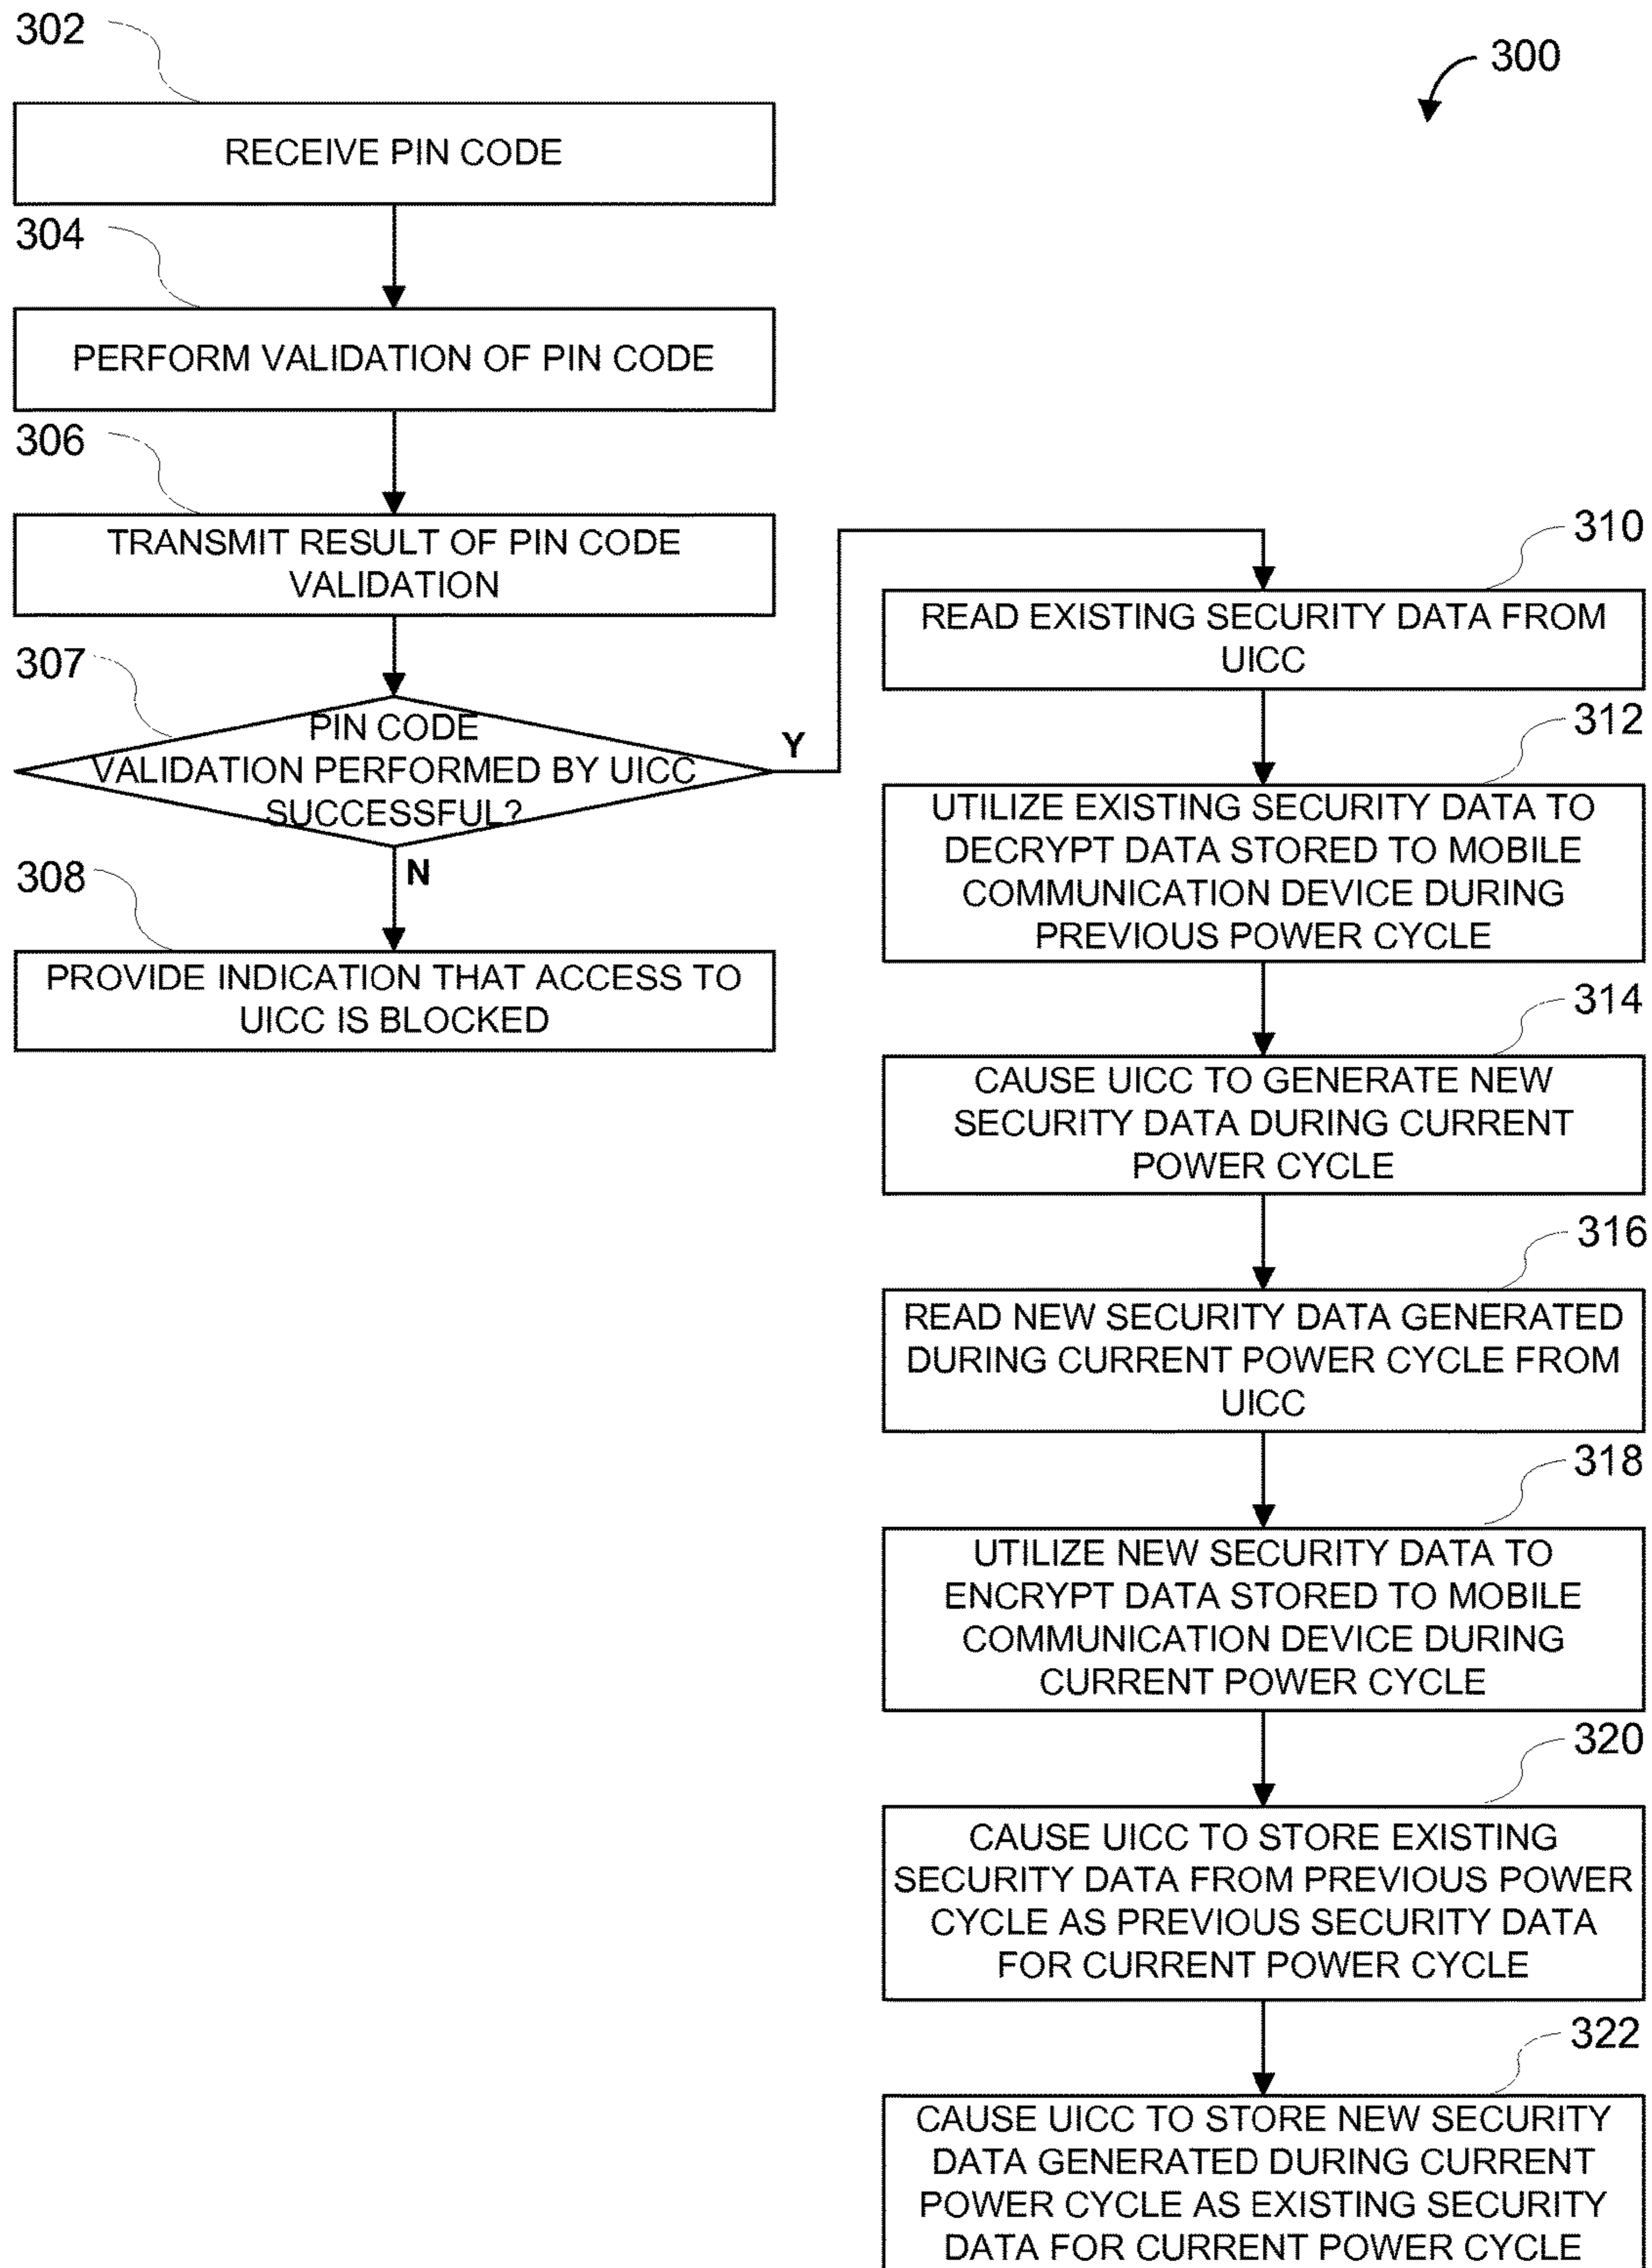 302
300
RECEIVE PIN CODE
304
PERFORM VALIDATION OF PIN CODE
306
TRANSMIT RESULT OF PIN CODE
VALIDATION
307
PIN CODE
VALIDATION PERFORMED BY UICC
SUCCESSFUL?
Y
N
308
PROVIDE INDICATION THAT ACCESS TO
UICC IS BLOCKED
310
READ EXISTING SECURITY DATA FROM
UICC
312
UTILIZE EXISTING SECURITY DATA TO
DECRYPT DATA STORED TO MOBILE
COMMUNICATION DEVICE DURING
PREVIOUS POWER CYCLE
314
CAUSE UICC TO GENERATE NEW
SECURITY DATA DURING CURRENT
POWER CYCLE
316
READ NEW SECURITY DATA GENERATED
DURING CURRENT POWER CYCLE FROM
UICC
318
UTILIZE NEW SECURITY DATA TO
ENCRYPT DATA STORED TO MOBILE
COMMUNICATION DEVICE DURING
CURRENT POWER CYCLE
320
CAUSE UICC TO STORE EXISTING
SECURITY DATA FROM PREVIOUS POWER
CYCLE AS PREVIOUS SECURITY DATA
FOR CURRENT POWER CYCLE
322
CAUSE UICC TO STORE NEW SECURITY
DATA GENERATED DURING CURRENT
POWER CYCLE AS EXISTING SECURITY
DATA FOR CURRENT POWER CYCLE